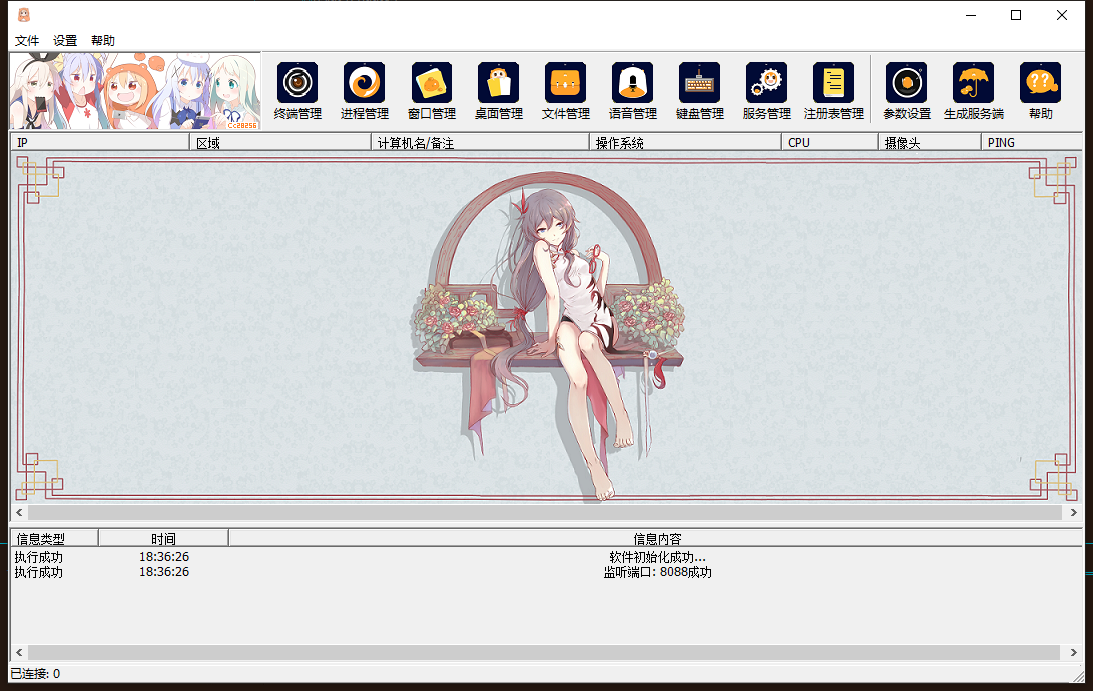 文件 设置 帮助
Cc28256
终端管理 进程管理 窗口管理 桌面管理 文件管理 语音管理 键盘管理 服务管理 注册表管理 参数设置 生成服务端 帮助
IP 区域 计算机名/备注 操作系统 CPU 摄像头 PING
信息类型 时间 信息内容
执行成功 18:36:26 软件初始化成功...
执行成功 18:36:26 监听端口: 8088成功
已连接: 0